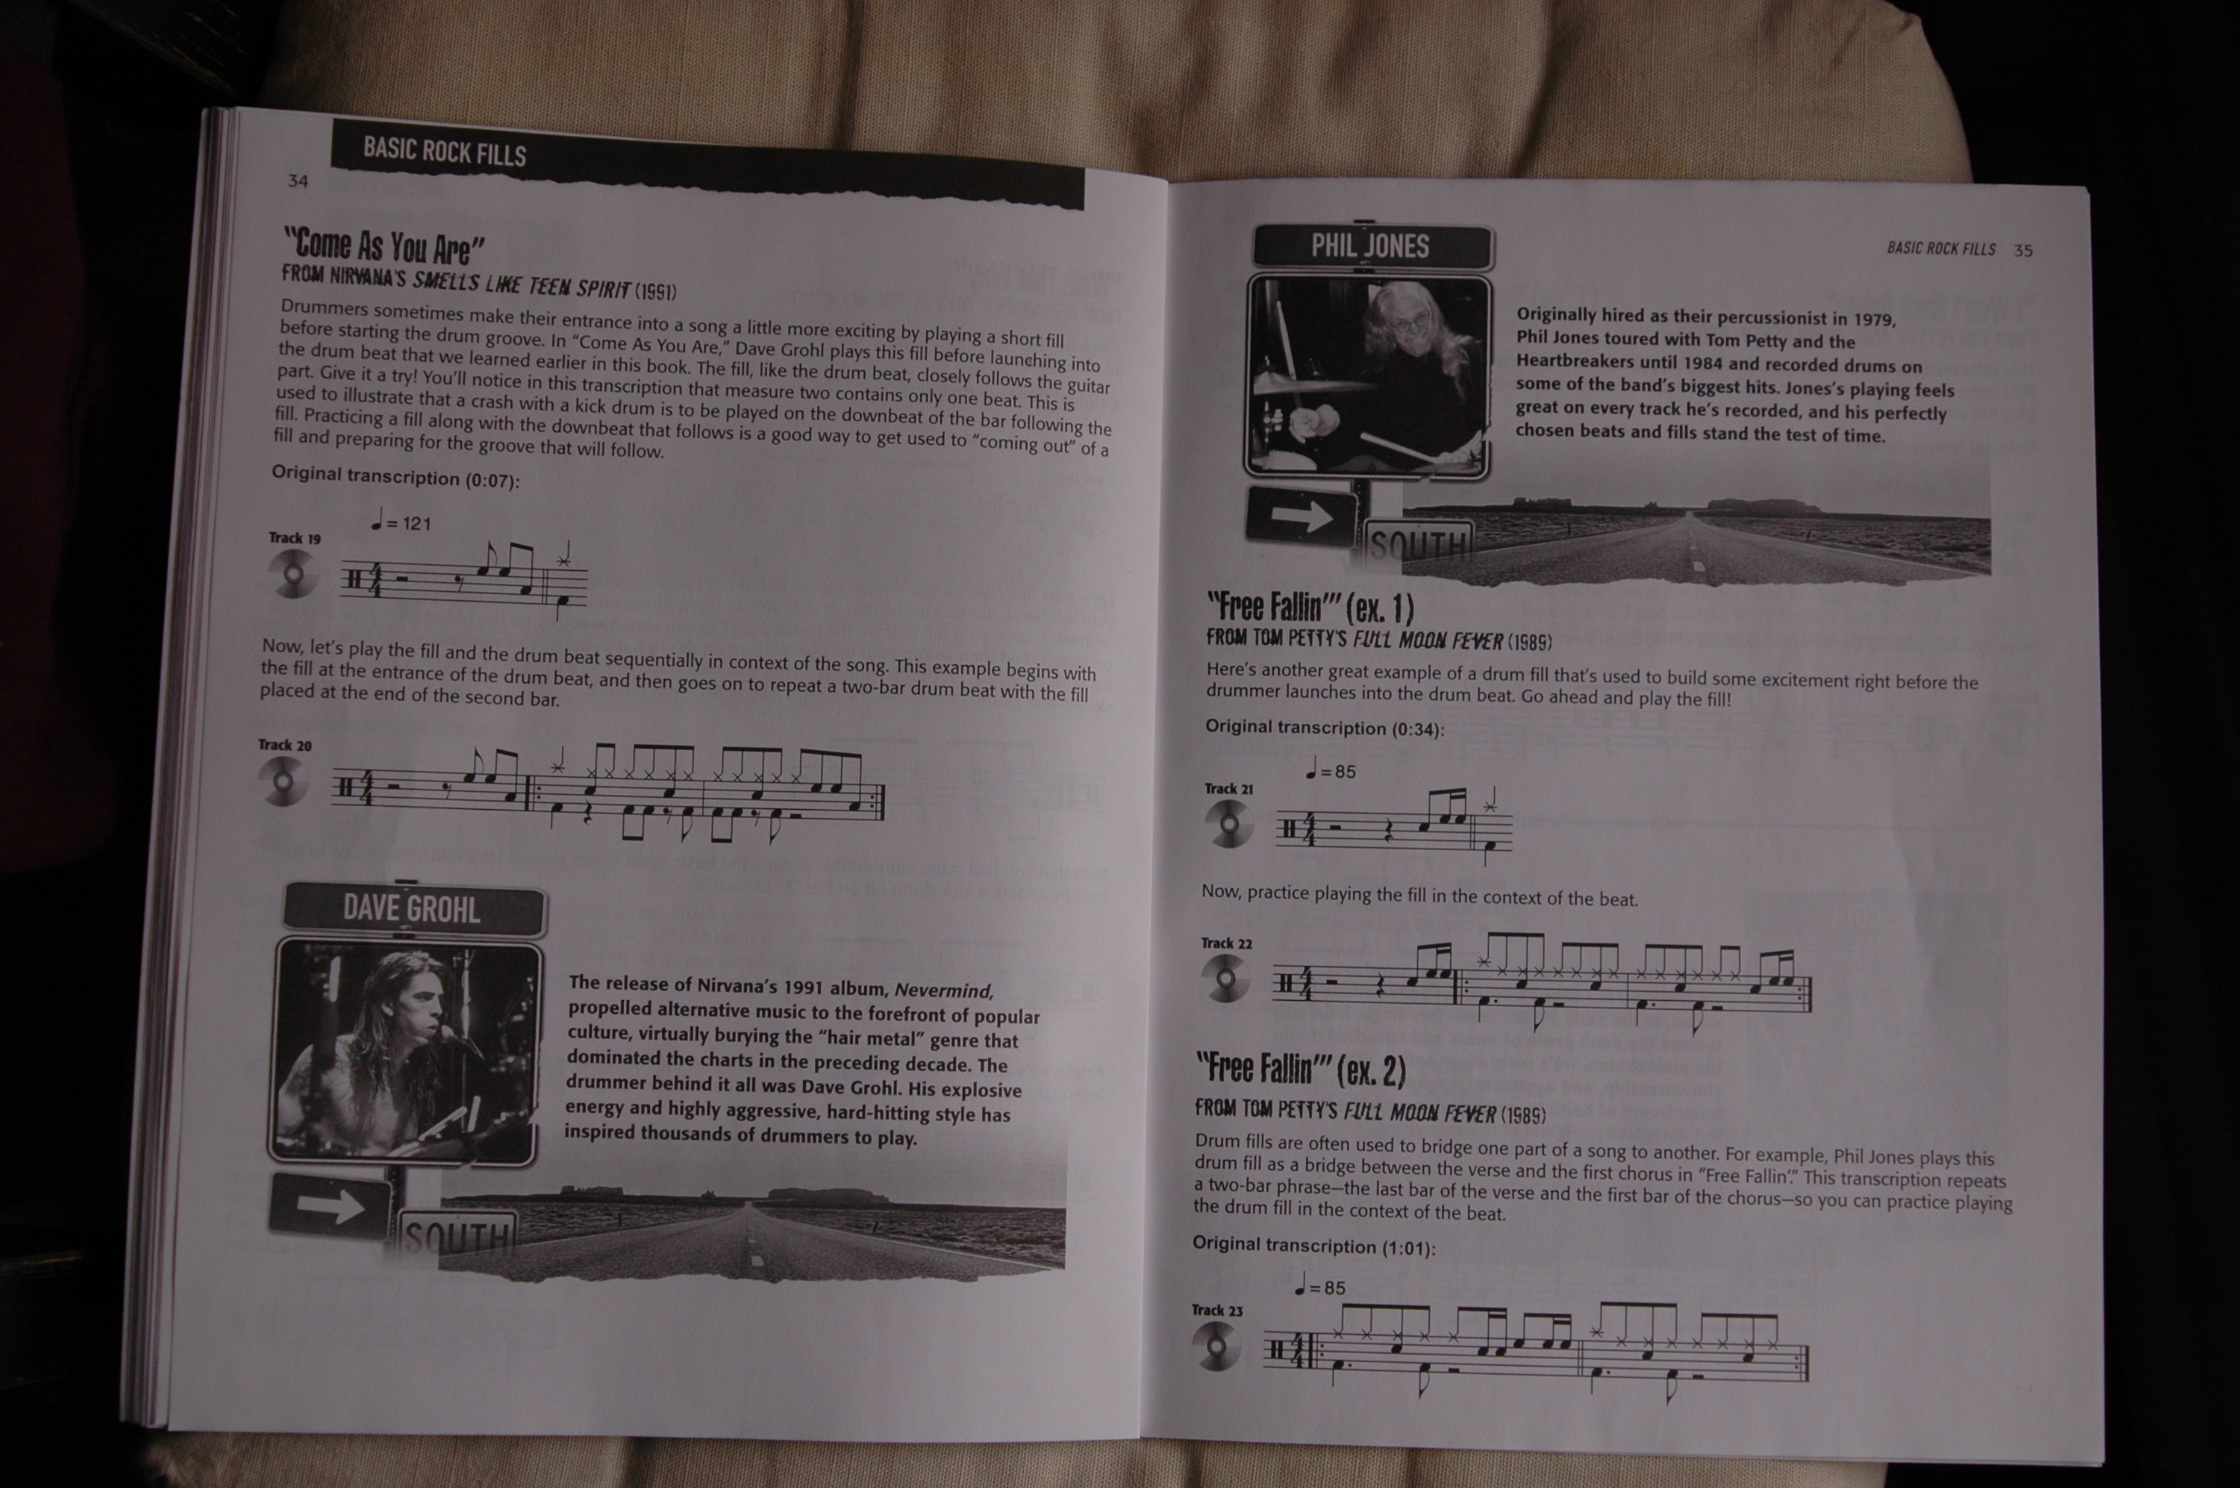 BASIC ROCK FILLS
34
“Come As You Are”
FROM NIRVANA'S SMELLS LIKE TEEN SPIRIT (1991)
Drummers sometimes make their entrance into a song a little more exciting by playing a short fill
before starting the drum groove. In “Come As You Are,” Dave Grohl plays this fill before launching into
the drum beat that we learned earlier in this book. The fill, like the drum beat, closely follows the guitar
part. Give it a try! You'll notice in this transcription that measure two contains only one beat. This is
used to illustrate that a crash with a kick drum is to be played on the downbeat of the bar following the
fill. Practicing a fill along with the downbeat that follows is a good way to get used to “coming out” of a
fill and preparing for the groove that will follow.
Original transcription (0:07):
♩= 121
Track 19
4
4
Now, let's play the fill and the drum beat sequentially in context of the song. This example begins with
the fill at the entrance of the drum beat, and then goes on to repeat a two-bar drum beat with the fill
placed at the end of the second bar.
Track 20
4
4
DAVE GROHL
The release of Nirvana's 1991 album, Nevermind,
propelled alternative music to the forefront of popular
culture, virtually burying the “hair metal” genre that
dominated the charts in the preceding decade. The
drummer behind it all was Dave Grohl. His explosive
energy and highly aggressive, hard-hitting style has
inspired thousands of drummers to play.
SOUTH
BASIC ROCK FILLS 35
PHIL JONES
Originally hired as their percussionist in 1979,
Phil Jones toured with Tom Petty and the
Heartbreakers until 1984 and recorded drums on
some of the band's biggest hits. Jones's playing feels
great on every track he's recorded, and his perfectly
chosen beats and fills stand the test of time.
SOUTH
“Free Fallin'” (ex. 1)
FROM TOM PETTY'S FULL MOON FEVER (1989)
Here's another great example of a drum fill that's used to build some excitement right before the
drummer launches into the drum beat. Go ahead and play the fill!
Original transcription (0:34):
♩= 85
Track 21
4
4
Now, practice playing the fill in the context of the beat.
Track 22
4
4
“Free Fallin'” (ex. 2)
FROM TOM PETTY'S FULL MOON FEVER (1989)
Drum fills are often used to bridge one part of a song to another. For example, Phil Jones plays this
drum fill as a bridge between the verse and the first chorus in “Free Fallin'.” This transcription repeats
a two-bar phrase—the last bar of the verse and the first bar of the chorus—so you can practice playing
the drum fill in the context of the beat.
Original transcription (1:01):
♩= 85
Track 23
4
4